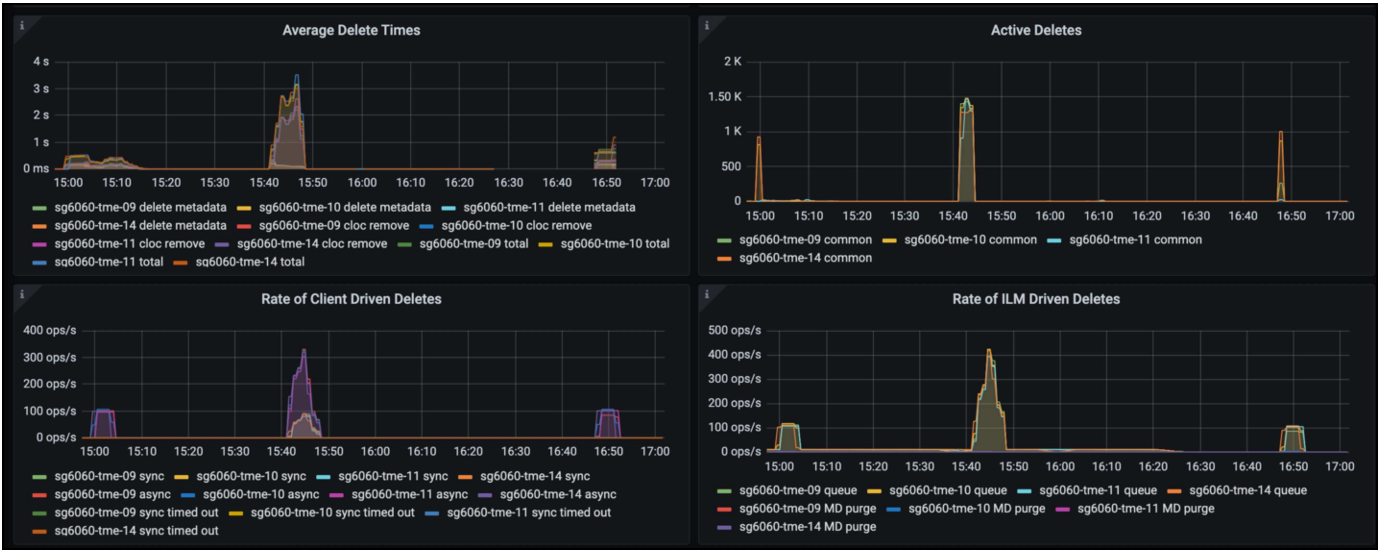 Average Delete Times
4 s
3 s
2 s
1 s
0 ms
15:00 15:10 15:20 15:30 15:40 15:50 16:00 16:10 16:20 16:30 16:40 16:50 17:00
sg6060-tme-09 delete metadata sg6060-tme-10 delete metadata sg6060-tme-11 delete metadata
sg6060-tme-14 delete metadata sg6060-tme-09 cloc remove sg6060-tme-10 cloc remove
sg6060-tme-11 cloc remove sg6060-tme-14 cloc remove sg6060-tme-09 total sg6060-tme-10 total
sg6060-tme-11 total sg6060-tme-14 total
Active Deletes
2 K
1.50 K
1 K
500
0
15:00 15:10 15:20 15:30 15:40 15:50 16:00 16:10 16:20 16:30 16:40 16:50 17:00
sg6060-tme-09 common sg6060-tme-10 common sg6060-tme-11 common
sg6060-tme-14 common
Rate of Client Driven Deletes
400 ops/s
300 ops/s
200 ops/s
100 ops/s
0 ops/s
15:00 15:10 15:20 15:30 15:40 15:50 16:00 16:10 16:20 16:30 16:40 16:50 17:00
sg6060-tme-09 sync sg6060-tme-10 sync sg6060-tme-11 sync sg6060-tme-14 sync
sg6060-tme-09 async sg6060-tme-10 async sg6060-tme-11 async sg6060-tme-14 async
sg6060-tme-09 sync timed out sg6060-tme-10 sync timed out sg6060-tme-11 sync timed out
sg6060-tme-14 sync timed out
Rate of ILM Driven Deletes
500 ops/s
400 ops/s
300 ops/s
200 ops/s
100 ops/s
0 ops/s
15:00 15:10 15:20 15:30 15:40 15:50 16:00 16:10 16:20 16:30 16:40 16:50 17:00
sg6060-tme-09 queue sg6060-tme-10 queue sg6060-tme-11 queue sg6060-tme-14 queue
sg6060-tme-09 MD purge sg6060-tme-10 MD purge sg6060-tme-11 MD purge
sg6060-tme-14 MD purge